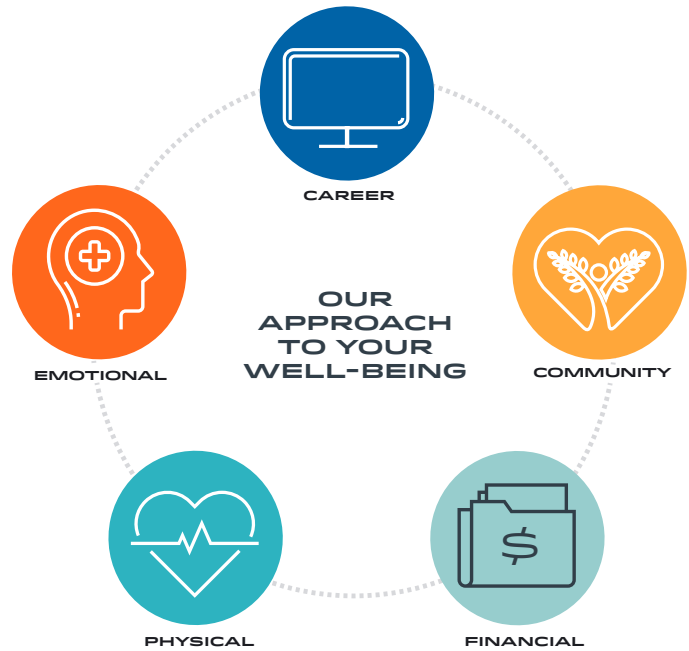 CAREER
COMMUNITY
EMOTIONAL
OUR
APPROACH
TO YOUR
WELL-BEING
$
PHYSICAL
FINANCIAL